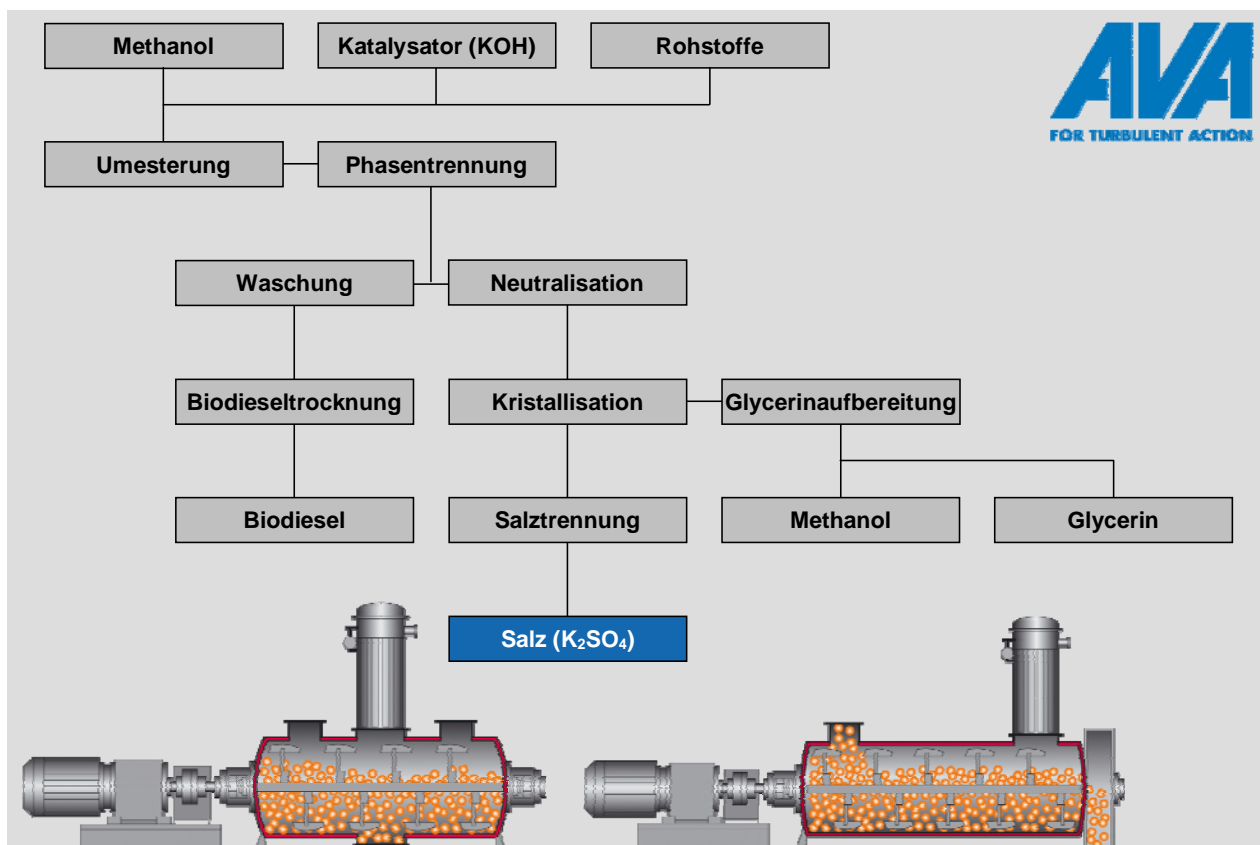 Methanol
Katalysator (KOH)
Rohstoffe
AVA
FOR TURBULENT ACTION
Umesterung
Phasentrennung
Waschung
Neutralisation
Biodieseltrocknung
Kristallisation
Glycerinaufbereitung
Biodiesel
Salztrennung
Methanol
Glycerin
Salz (K₂SO₄)